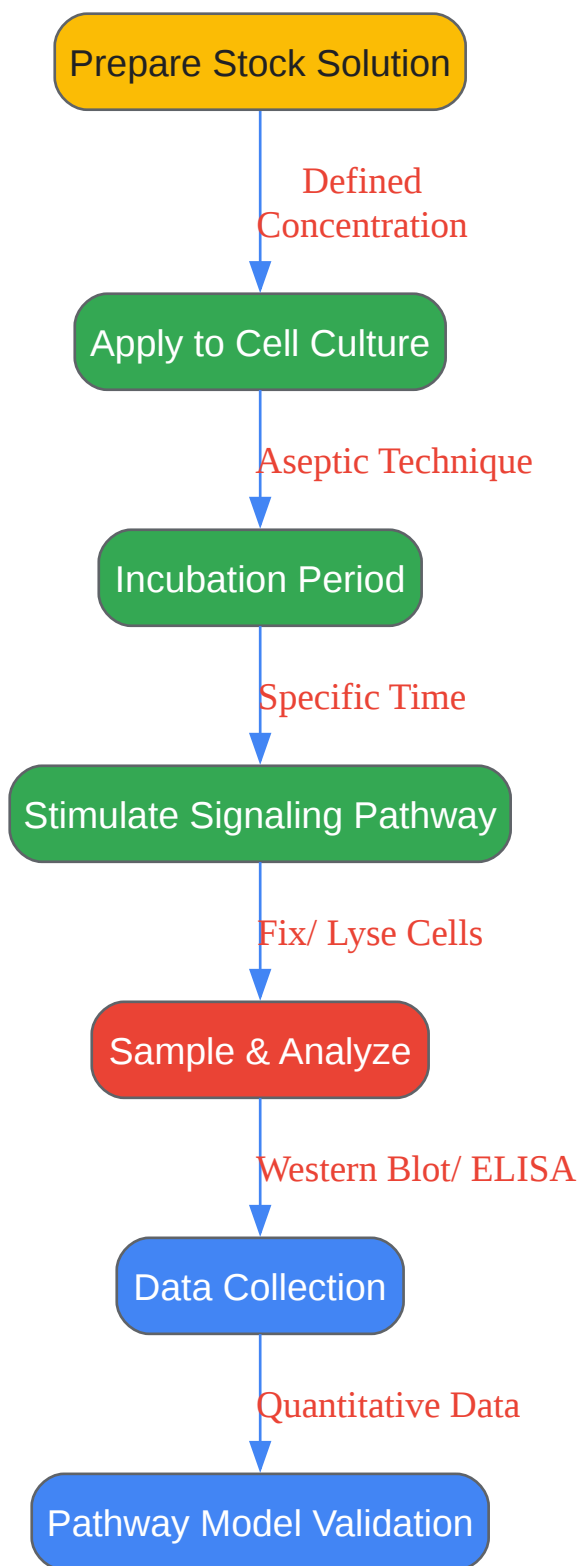 Prepare Stock Solution
Defined
Concentration
Apply to Cell Culture
Aseptic Technique
Incubation Period
Specific Time
Stimulate Signaling Pathway
Fix/ Lyse Cells
Sample & Analyze
Western Blot/ ELISA
Data Collection
Quantitative Data
Pathway Model Validation